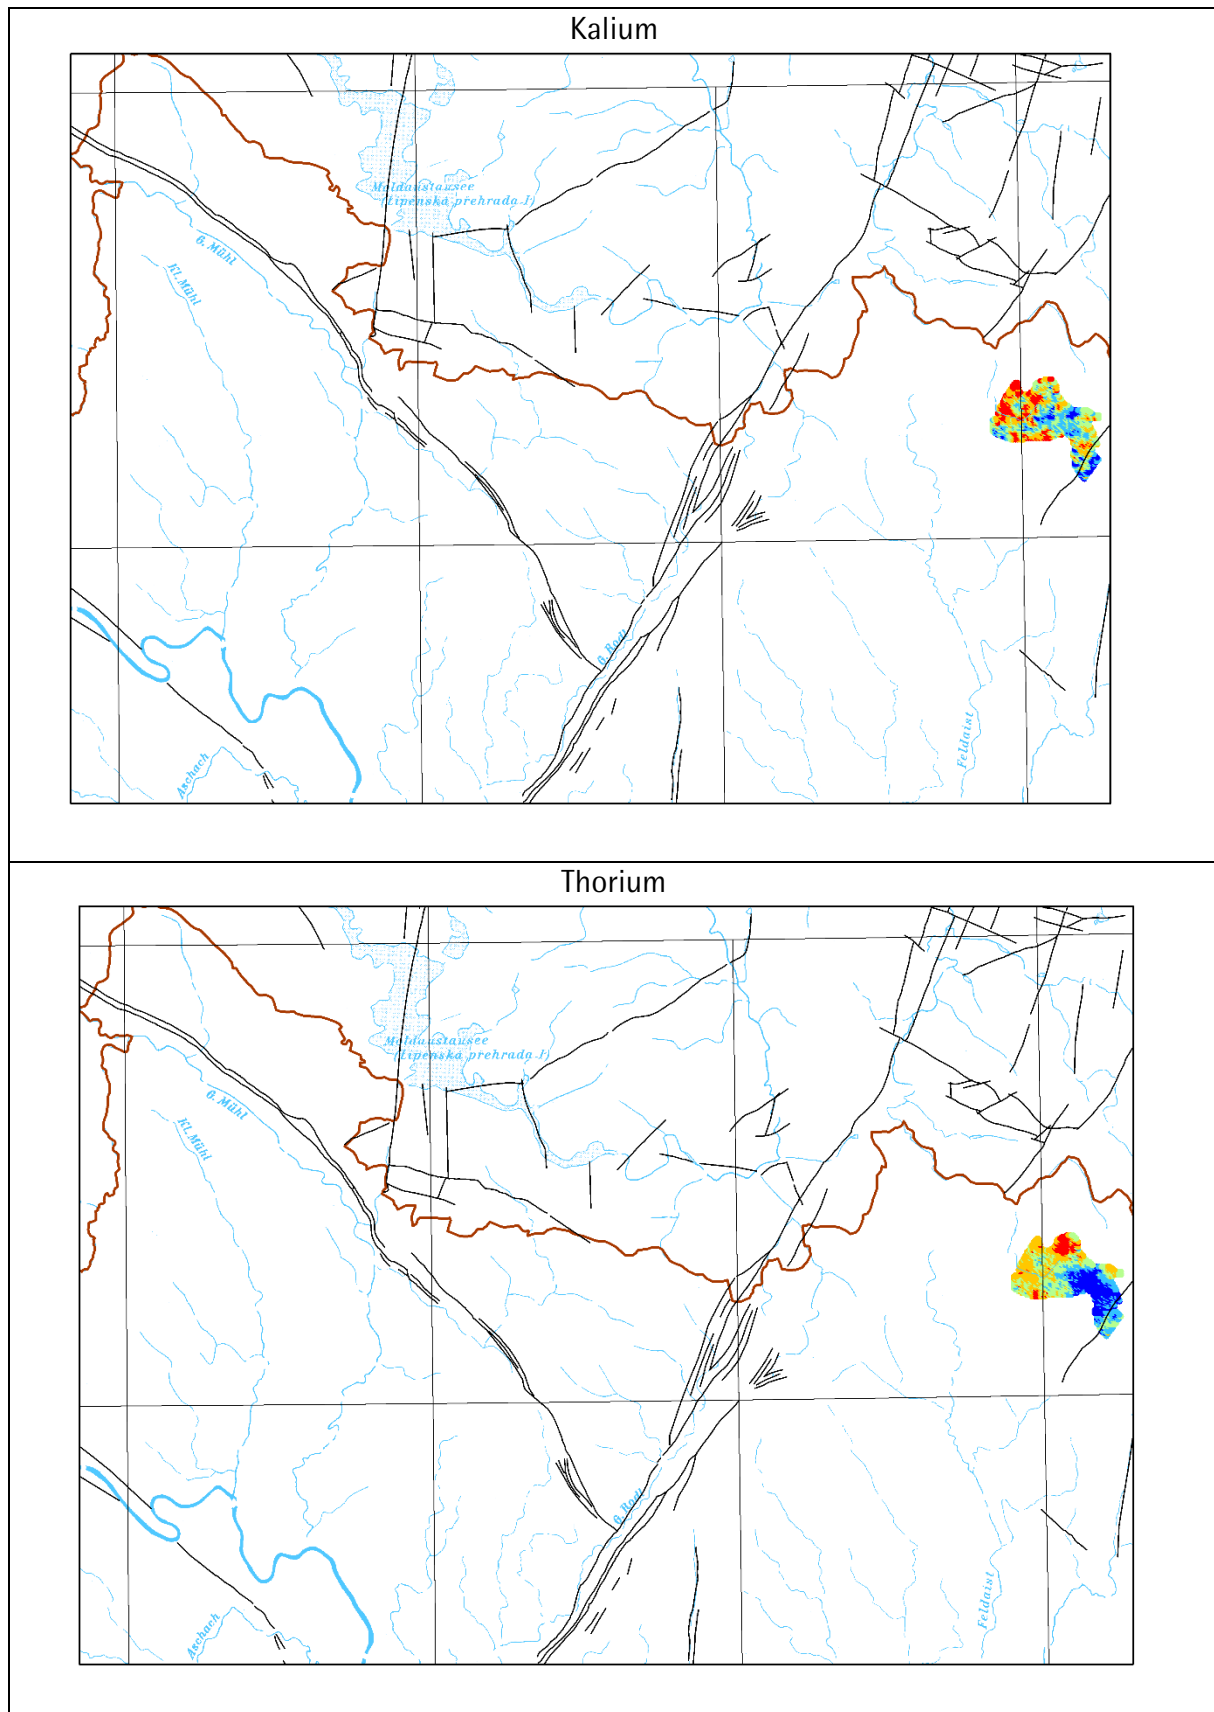 Kalium
Moldaustausee
(Lipenská přehrada I)
G. Mühl
Kl. Mühl
G. Rodl
Feldaist
Aschach
Thorium
Moldaustausee
(Lipenská přehrada I)
G. Mühl
Kl. Mühl
G. Rodl
Feldaist
Aschach